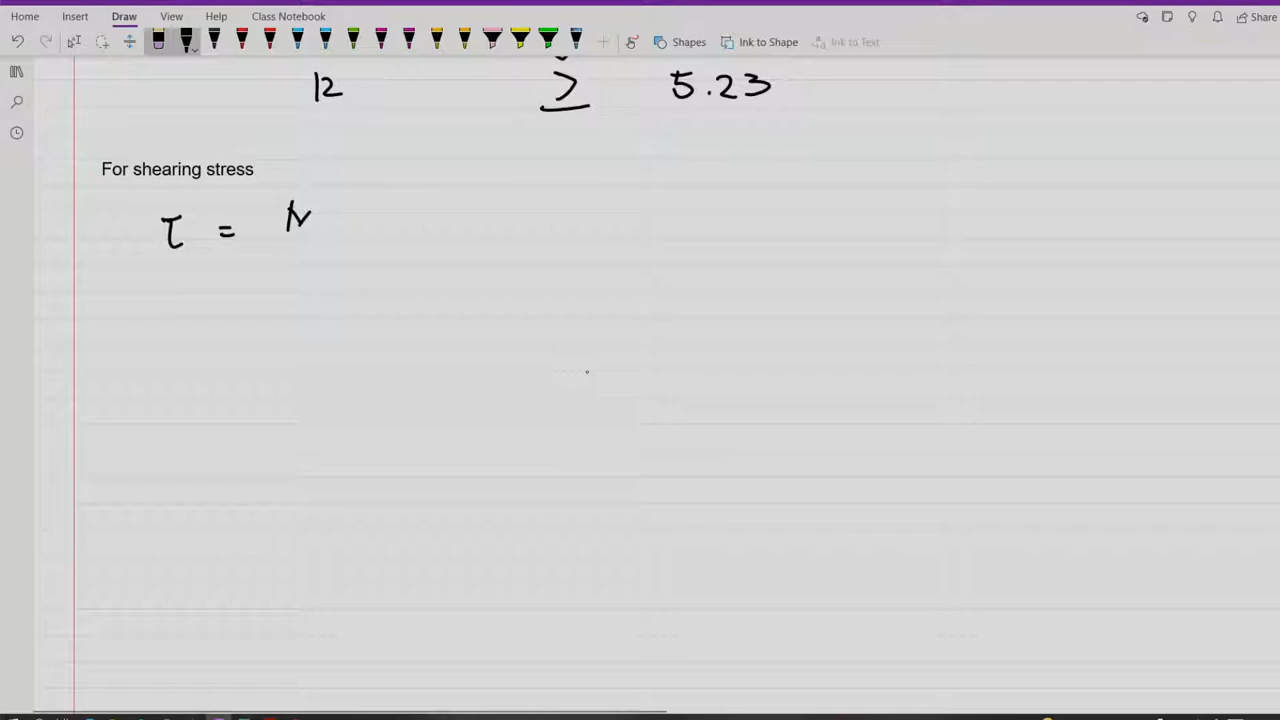 Home Insert Draw View Help Class Notebook Share
Shapes Ink to Shape Ink to Text
12 > 5.23
For shearing stress
τ =